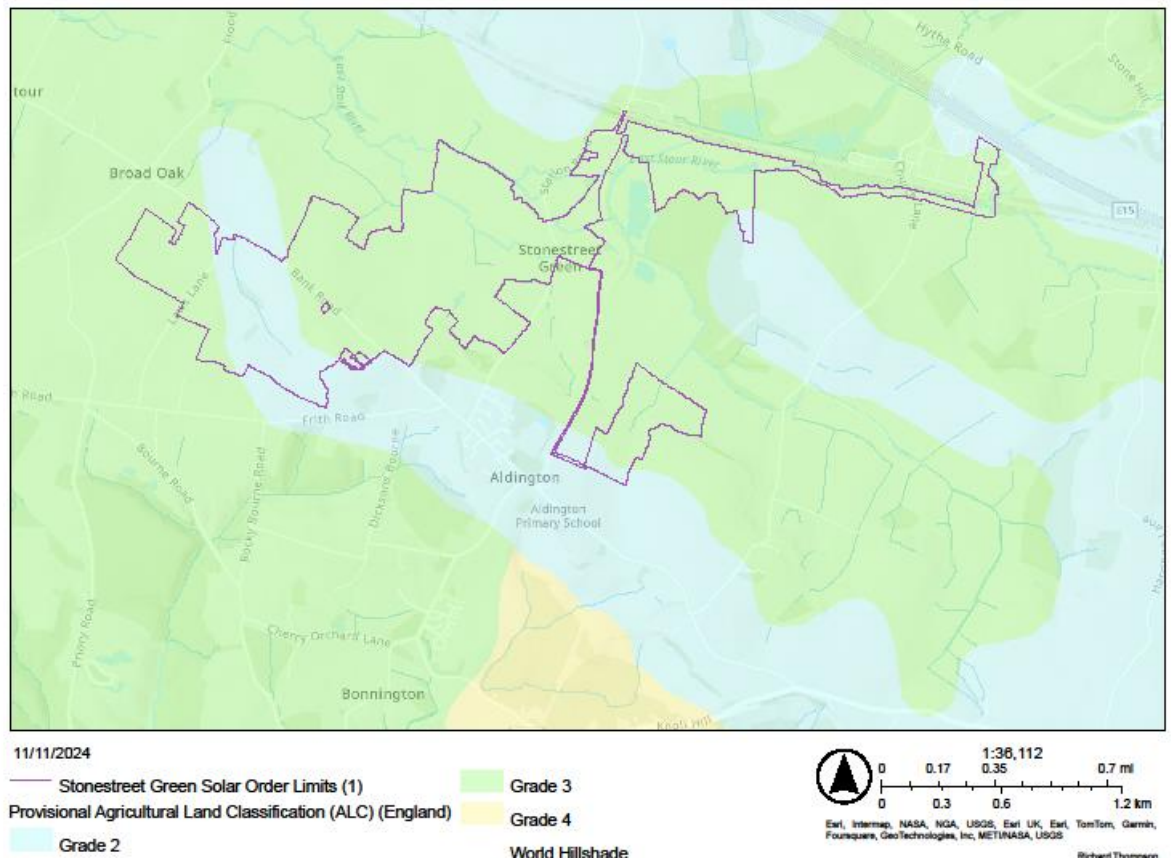 Hythe Road
Stone Hill
tour
East Stour River
Broad Oak
East Stour River
E15
Stonestreet
Green
Bank Road
Frith Road
Bourne Road
Rocky Bourne Road
Aldington
Aldington
Primary School
Priory Road
Cherry Orchard Lane
Bonnington
Knoll Hill
11/11/2024
Stonestreet Green Solar Order Limits (1)
Provisional Agricultural Land Classification (ALC) (England)
Grade 2
Grade 3
Grade 4
World Hillshade
1:36,112
0 0.17 0.35 0.7 mi
0 0.3 0.6 1.2 km
Esri, Intermap, NASA, NGA, USGS, Esri UK, Esri, TomTom, Garmin,
Foursquare, GeoTechnologies, Inc, METI/NASA, USGS
Richard Thompson